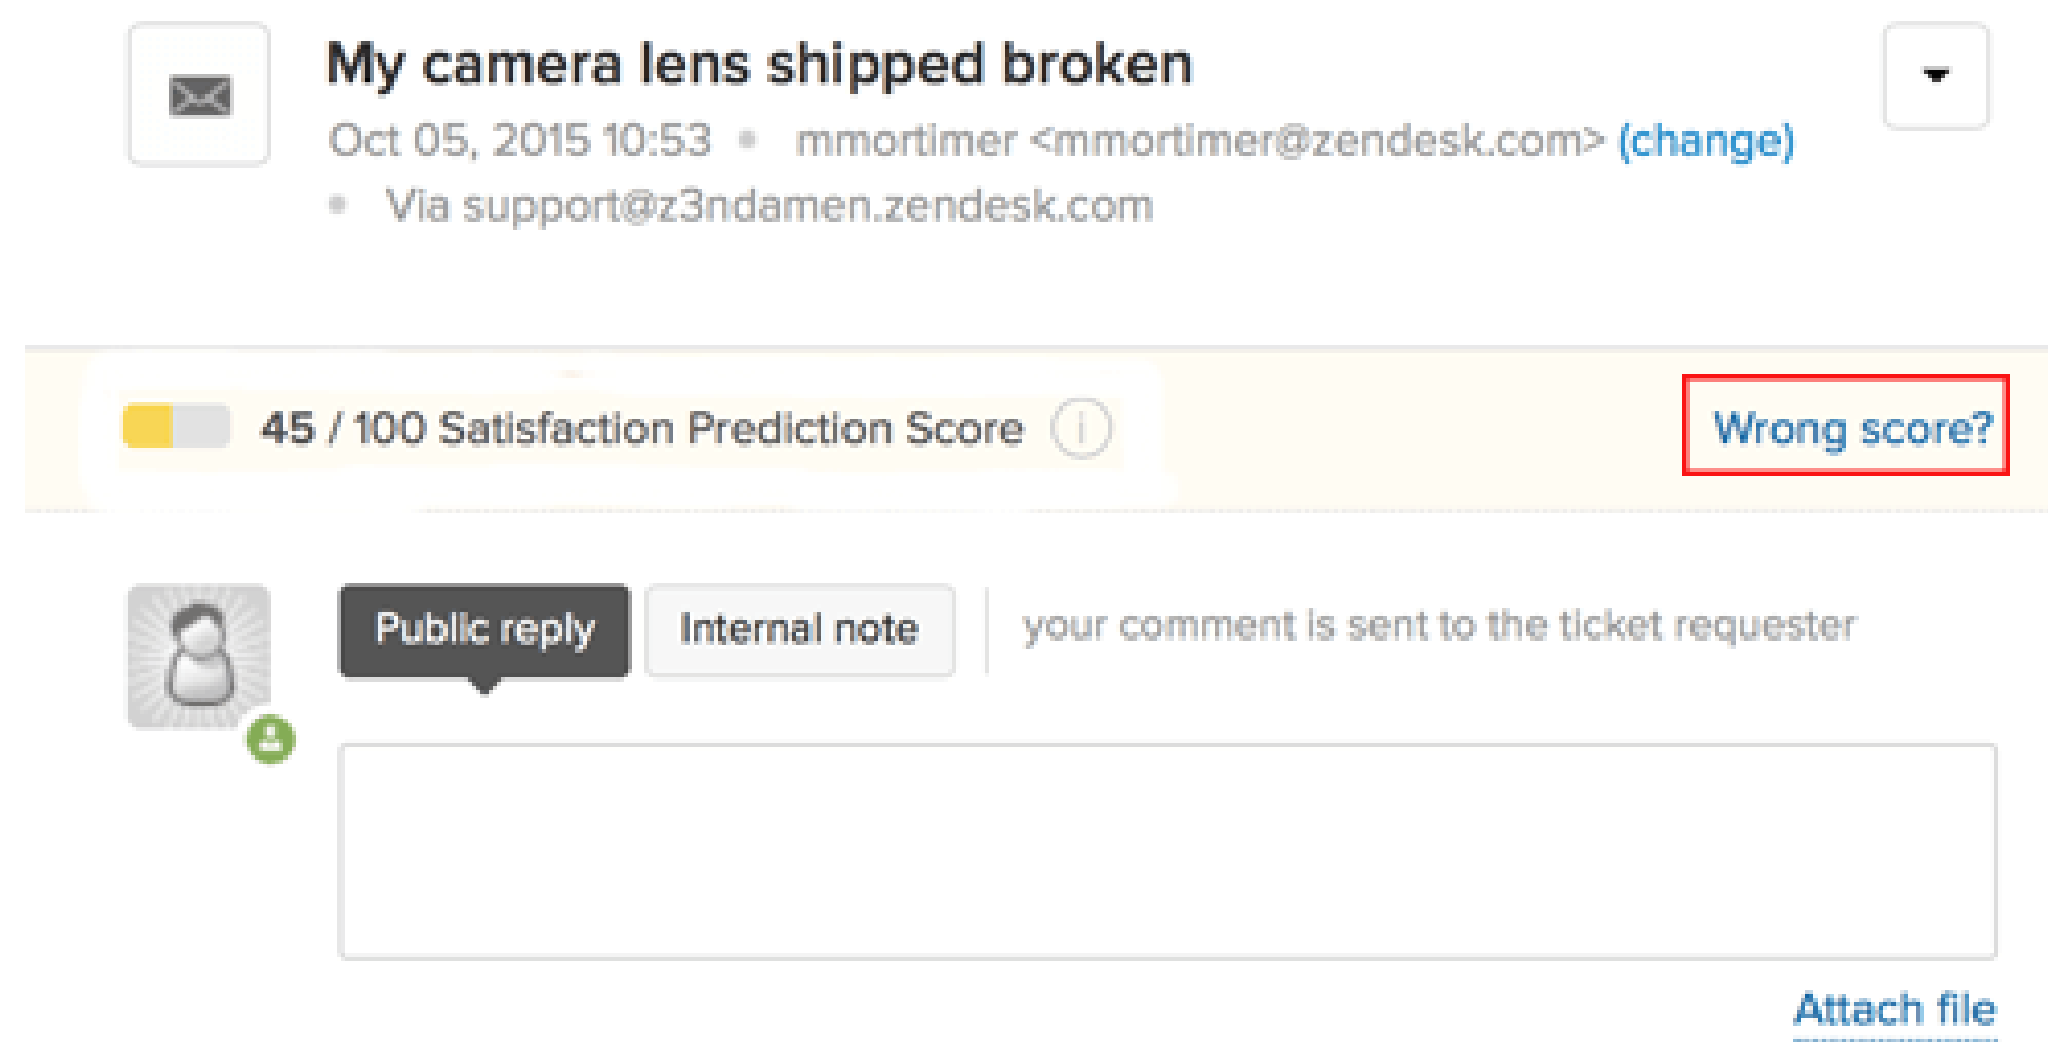 My camera lens shipped broken
Oct 05, 2015 10:53 • mmortimer <mmortimer@zendesk.com> (change)
• Via support@z3ndamen.zendesk.com
45 / 100 Satisfaction Prediction Score i Wrong score?
Public reply Internal note your comment is sent to the ticket requester
Attach file